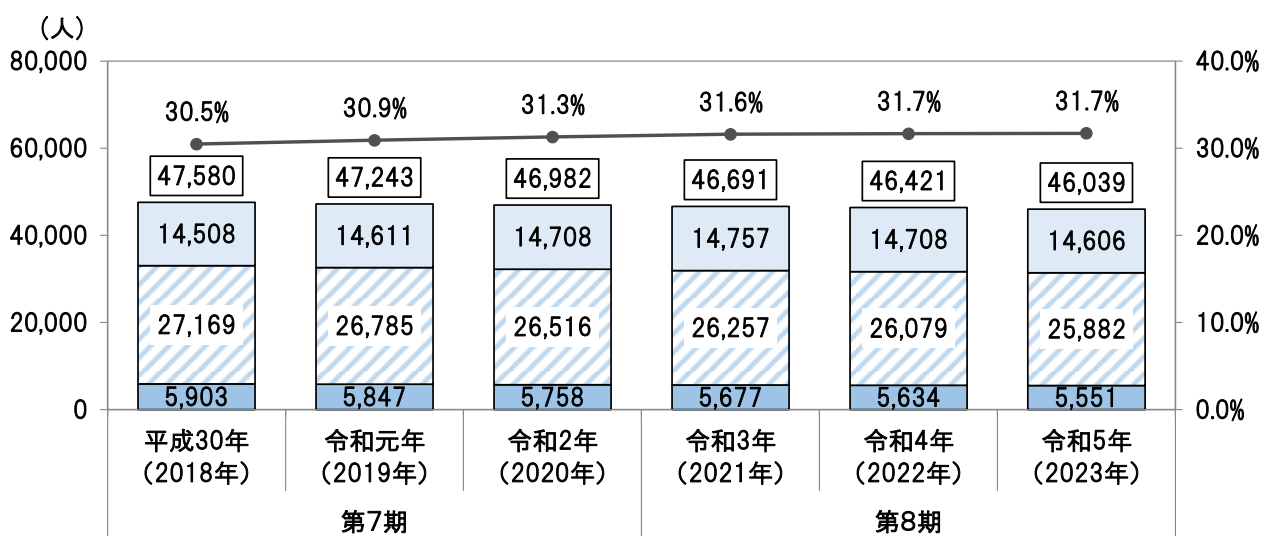 （人）
80,000
60,000
40,000
20,000
0
40.0%
30.0%
20.0%
10.0%
0.0%
30.5% 30.9% 31.3% 31.6% 31.7% 31.7%
47,580 47,243 46,982 46,691 46,421 46,039
14,508 14,611 14,708 14,757 14,708 14,606
27,169 26,785 26,516 26,257 26,079 25,882
5,903 5,847 5,758 5,677 5,634 5,551
平成30年 令和元年 令和2年 令和3年 令和4年 令和5年
（2018年） （2019年） （2020年） （2021年） （2022年） （2023年）
第7期 第8期